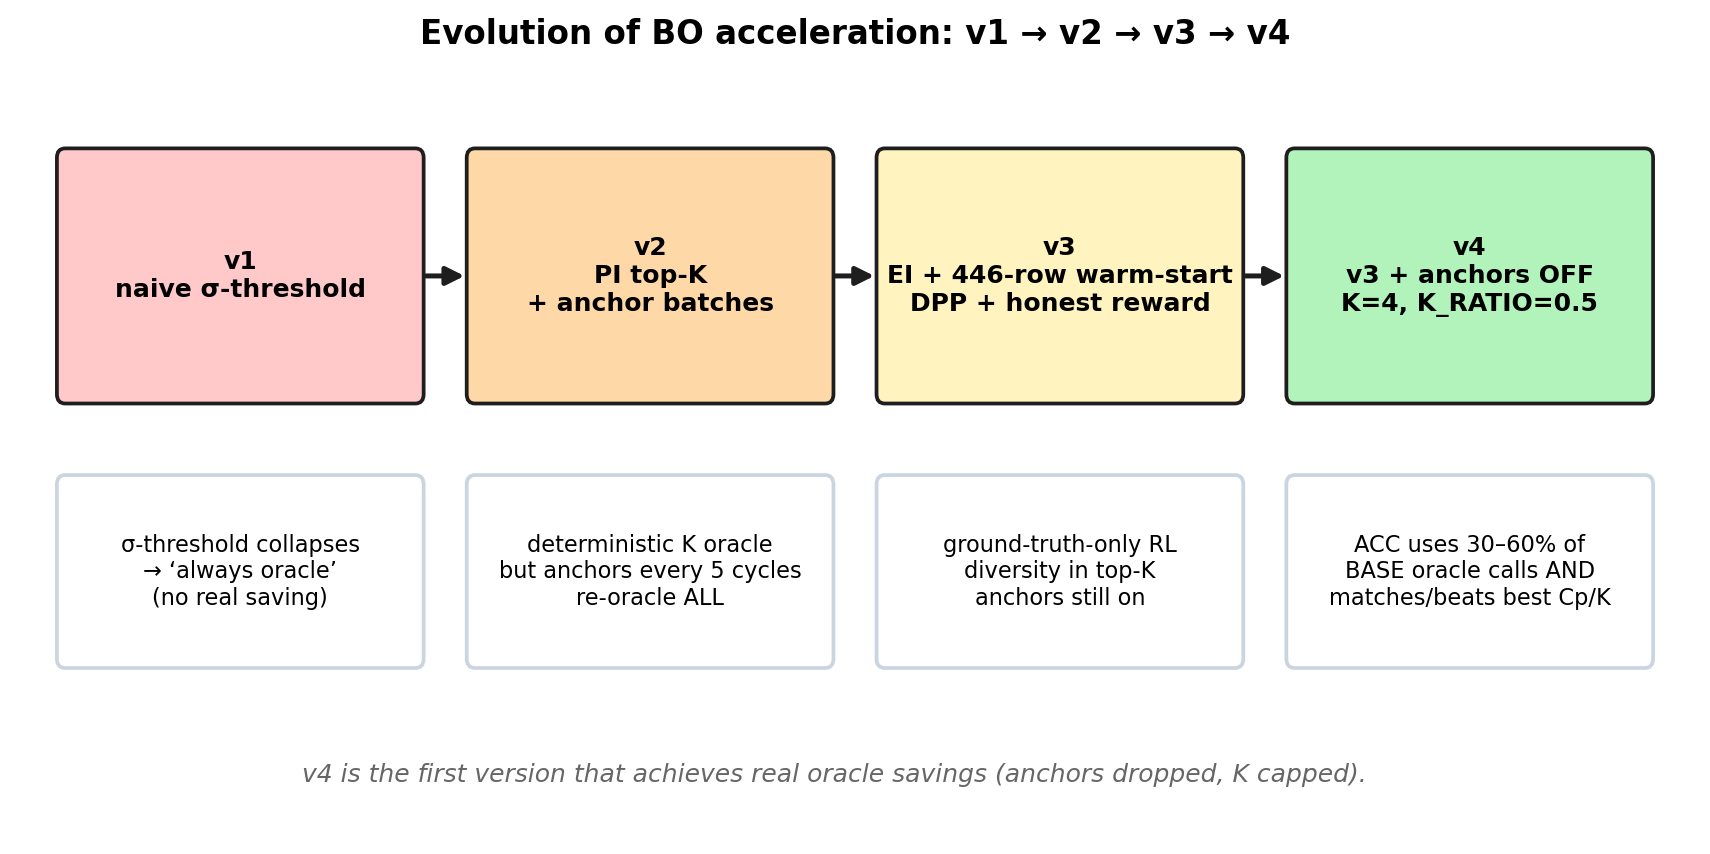 Evolution of BO acceleration: v1 → v2 → v3 → v4
v1
naive σ-threshold
v2
PI top-K
+ anchor batches
v3
EI + 446-row warm-start
DPP + honest reward
v4
v3 + anchors OFF
K=4, K_RATIO=0.5
σ-threshold collapses
→ ‘always oracle’
(no real saving)
deterministic K oracle
but anchors every 5 cycles
re-oracle ALL
ground-truth-only RL
diversity in top-K
anchors still on
ACC uses 30–60% of
BASE oracle calls AND
matches/beats best Cp/K
v4 is the first version that achieves real oracle savings (anchors dropped, K capped).